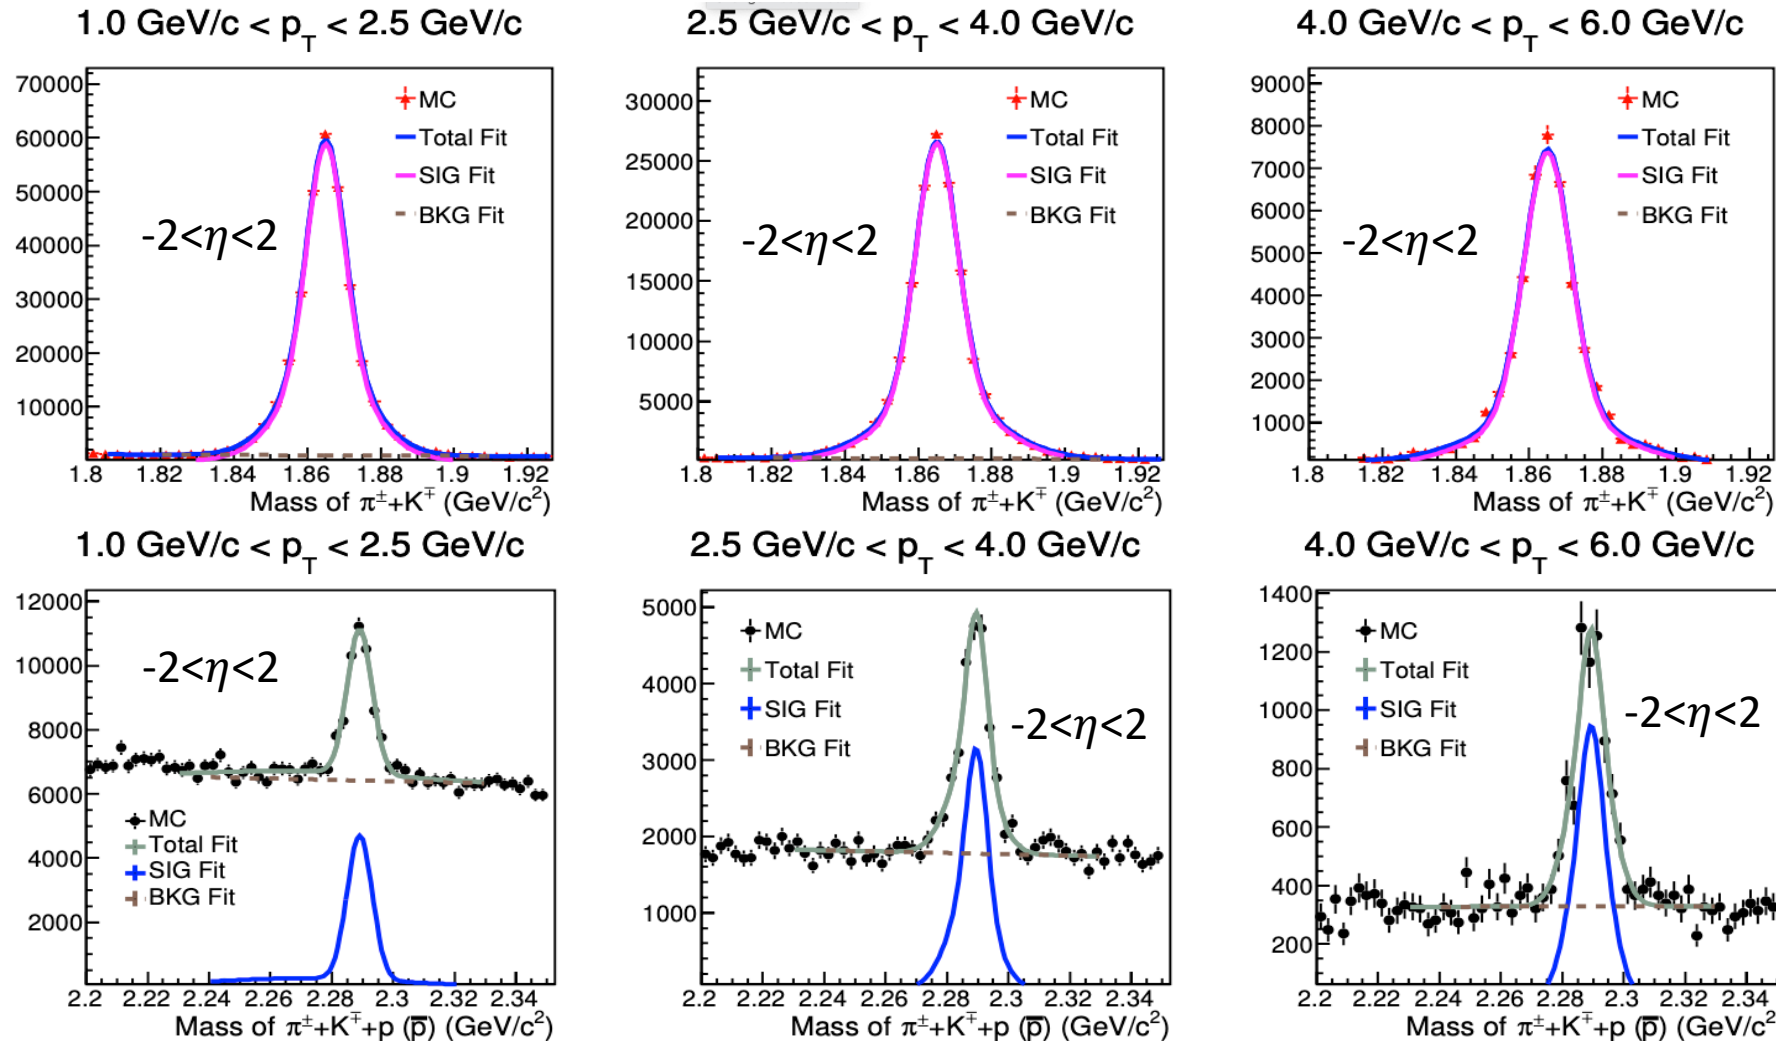 1.0 GeV/c < p_T < 2.5 GeV/c
70000
60000
50000
40000
30000
20000
10000
MC
Total Fit
SIG Fit
BKG Fit
-2<η<2
1.8 1.82 1.84 1.86 1.88 1.9 1.92
Mass of π±+K∓ (GeV/c²)
2.5 GeV/c < p_T < 4.0 GeV/c
30000
25000
20000
15000
10000
5000
MC
Total Fit
SIG Fit
BKG Fit
-2<η<2
1.8 1.82 1.84 1.86 1.88 1.9 1.92
Mass of π±+K∓ (GeV/c²)
4.0 GeV/c < p_T < 6.0 GeV/c
9000
8000
7000
6000
5000
4000
3000
2000
1000
MC
Total Fit
SIG Fit
BKG Fit
-2<η<2
1.8 1.82 1.84 1.86 1.88 1.9 1.92
Mass of π±+K∓ (GeV/c²)
1.0 GeV/c < p_T < 2.5 GeV/c
12000
10000
8000
6000
4000
2000
-2<η<2
MC
Total Fit
SIG Fit
BKG Fit
2.2 2.22 2.24 2.26 2.28 2.3 2.32 2.34
Mass of π±+K∓+p (p̅) (GeV/c²)
2.5 GeV/c < p_T < 4.0 GeV/c
5000
4000
3000
2000
1000
MC
Total Fit
SIG Fit
BKG Fit
-2<η<2
2.2 2.22 2.24 2.26 2.28 2.3 2.32 2.34
Mass of π±+K∓+p (p̅) (GeV/c²)
4.0 GeV/c < p_T < 6.0 GeV/c
1400
1200
1000
800
600
400
200
MC
Total Fit
SIG Fit
BKG Fit
-2<η<2
2.2 2.22 2.24 2.26 2.28 2.3 2.32 2.34
Mass of π±+K∓+p (p̅) (GeV/c²